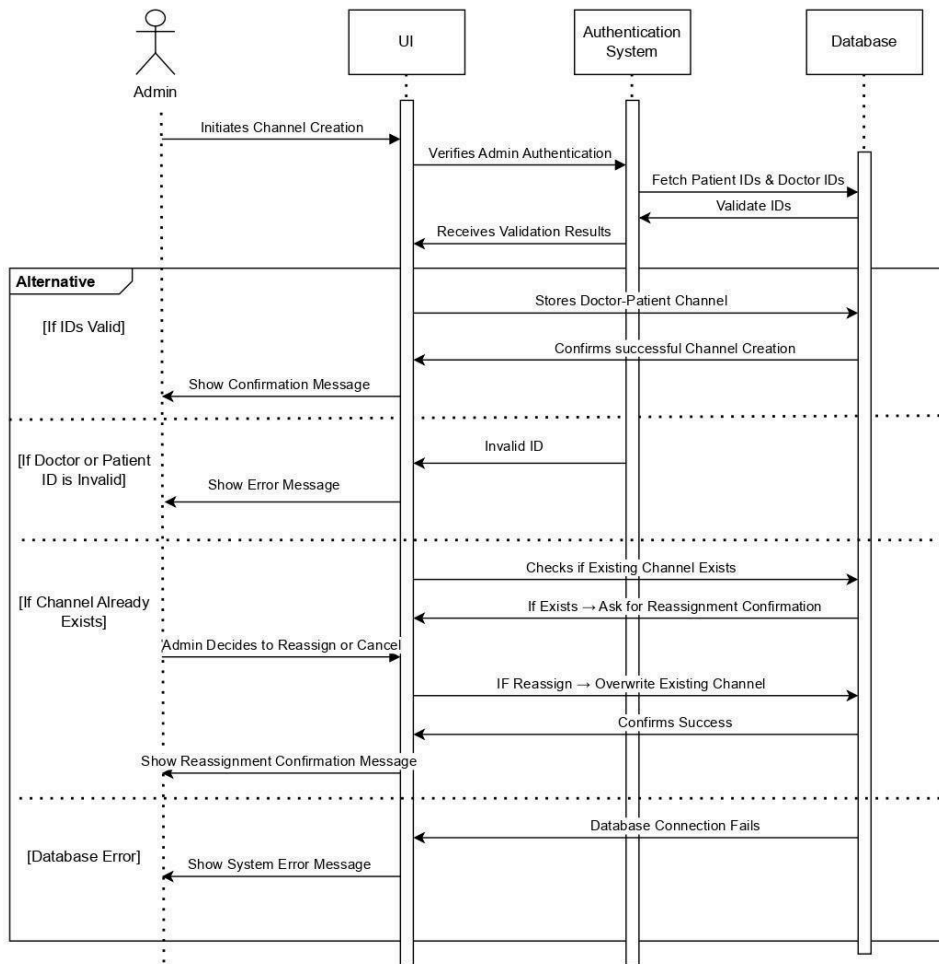 UI
Authentication
System
Database
Admin
Initiates Channel Creation
Verifies Admin Authentication
Fetch Patient IDs & Doctor IDs
Validate IDs
Receives Validation Results
Alternative
Stores Doctor-Patient Channel
[If IDs Valid]
Confirms successful Channel Creation
Show Confirmation Message
Invalid ID
[If Doctor or Patient
ID is Invalid]
Show Error Message
Checks if Existing Channel Exists
[If Channel Already
Exists]
If Exists → Ask for Reassignment Confirmation
Admin Decides to Reassign or Cancel
IF Reassign → Overwrite Existing Channel
Confirms Success
Show Reassignment Confirmation Message
Database Connection Fails
[Database Error]
Show System Error Message